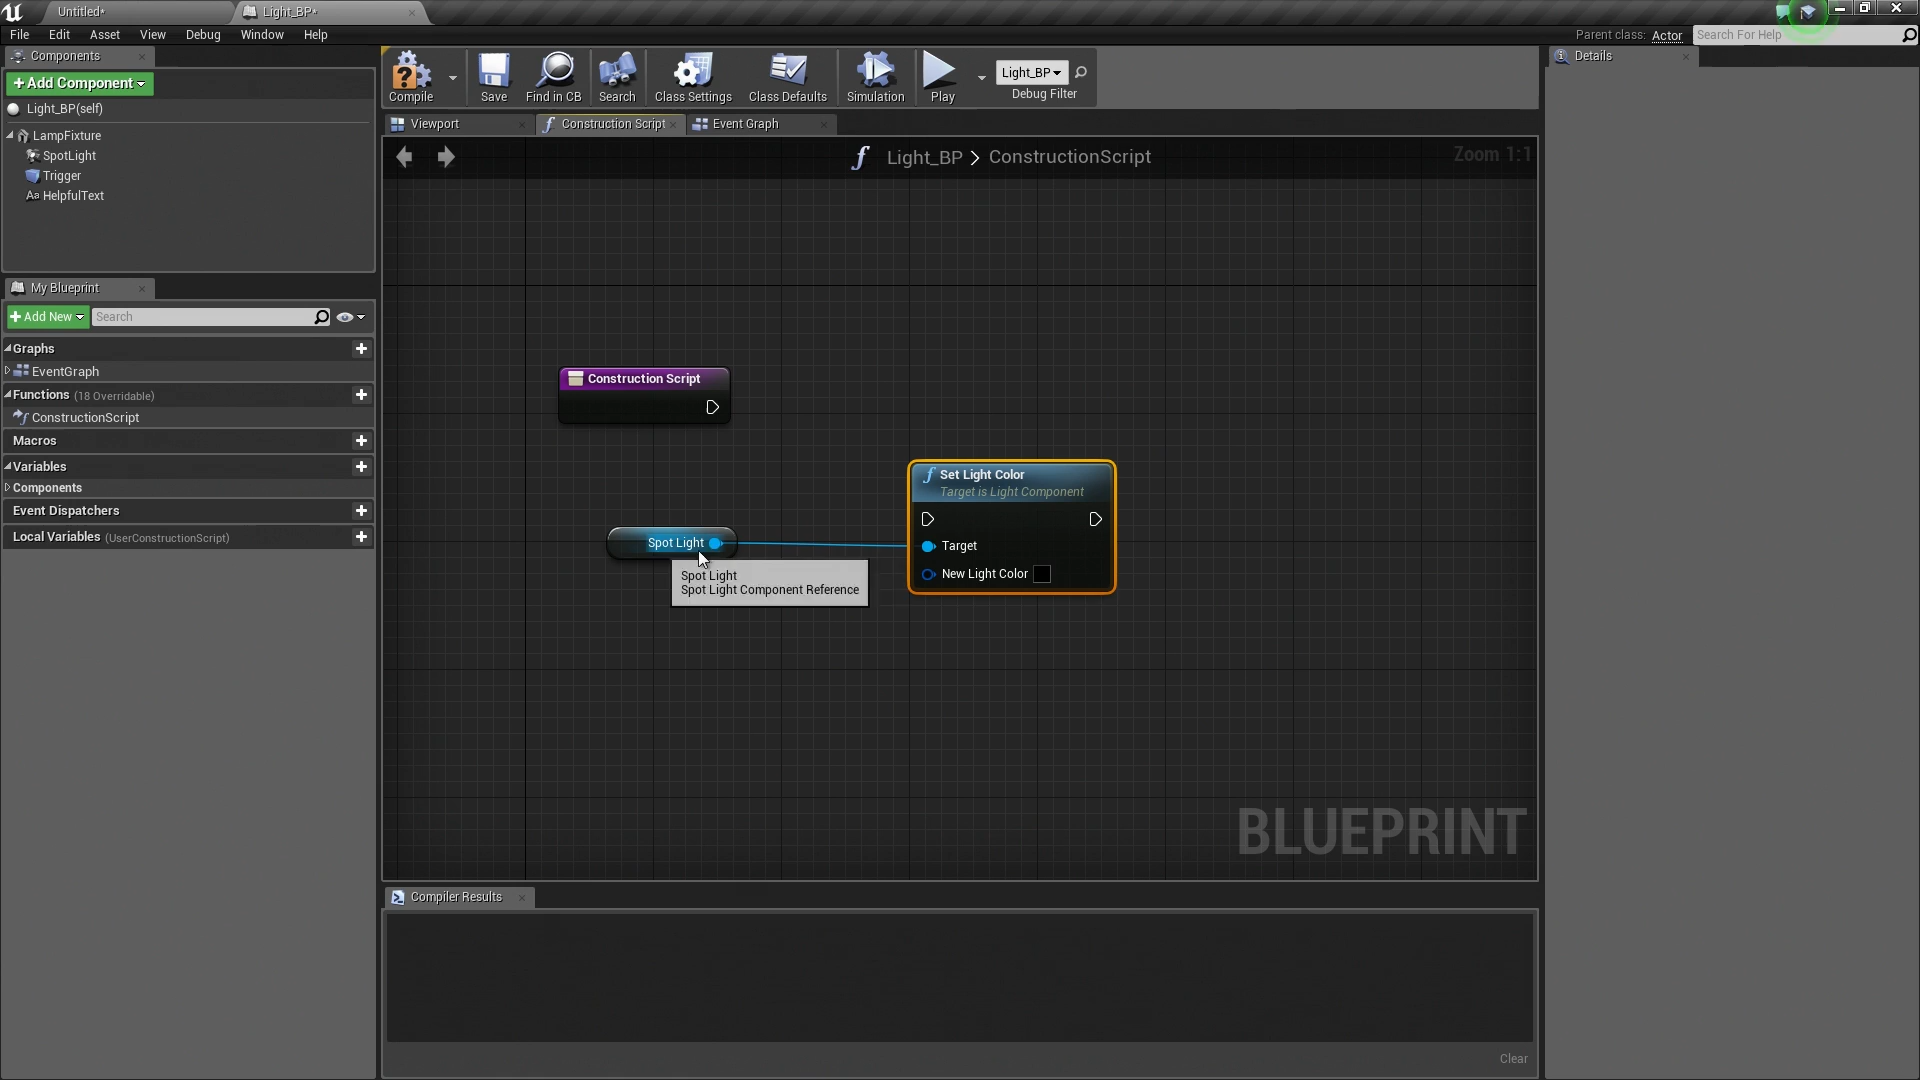 Untitled*
Light_BP*
File Edit Asset View Debug Window Help
Parent class: Actor
Search For Help
Components
Add Component
Light_BP(self)
LampFixture
SpotLight
Trigger
HelpfulText
My Blueprint
Add New
Search
Graphs
EventGraph
Functions (18 Overridable)
ConstructionScript
Macros
Variables
Components
Event Dispatchers
Local Variables (UserConstructionScript)
Compile
Save
Find in CB
Search
Class Settings
Class Defaults
Simulation
Play
Light_BP
Debug Filter
Viewport
Construction Script
Event Graph
Light_BP > ConstructionScript
Zoom 1:1
Construction Script
Set Light Color
Target is Light Component
Spot Light
Target
New Light Color
Spot Light
Spot Light Component Reference
BLUEPRINT
Compiler Results
Clear
Details